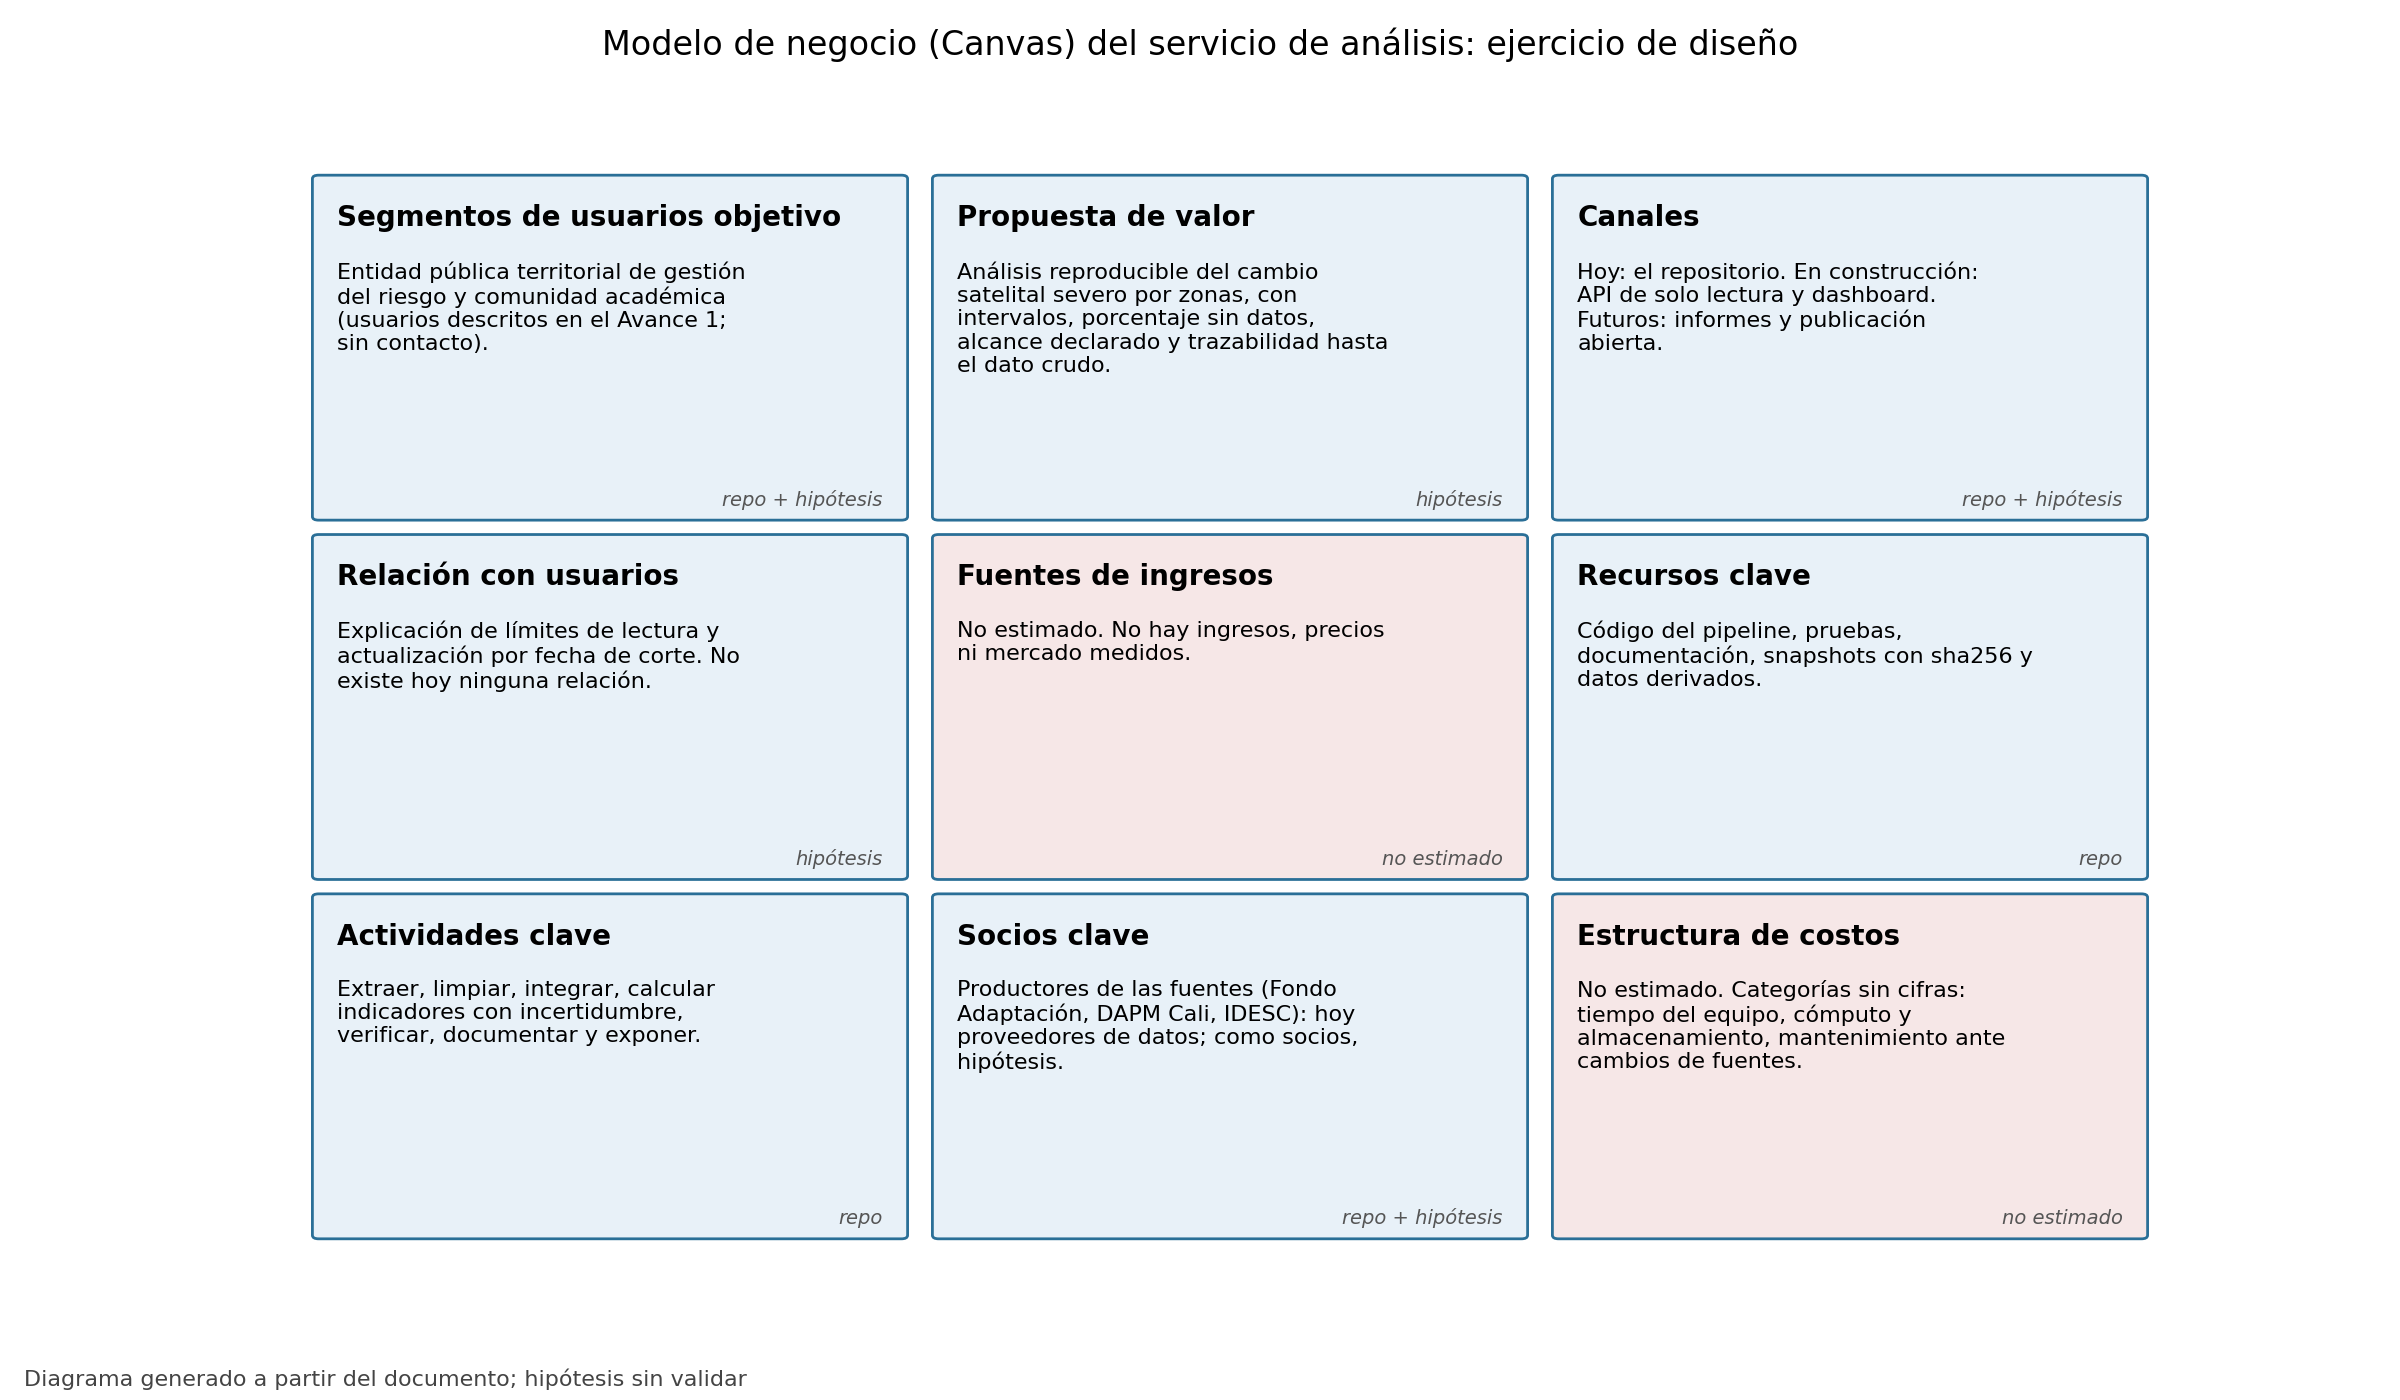 Modelo de negocio (Canvas) del servicio de análisis: ejercicio de diseño
Segmentos de usuarios objetivo
Entidad pública territorial de gestión
del riesgo y comunidad académica
(usuarios descritos en el Avance 1;
sin contacto).
repo + hipótesis
Propuesta de valor
Análisis reproducible del cambio
satelital severo por zonas, con
intervalos, porcentaje sin datos,
alcance declarado y trazabilidad hasta
el dato crudo.
hipótesis
Canales
Hoy: el repositorio. En construcción:
API de solo lectura y dashboard.
Futuros: informes y publicación
abierta.
repo + hipótesis
Relación con usuarios
Explicación de límites de lectura y
actualización por fecha de corte. No
existe hoy ninguna relación.
hipótesis
Fuentes de ingresos
No estimado. No hay ingresos, precios
ni mercado medidos.
no estimado
Recursos clave
Código del pipeline, pruebas,
documentación, snapshots con sha256 y
datos derivados.
repo
Actividades clave
Extraer, limpiar, integrar, calcular
indicadores con incertidumbre,
verificar, documentar y exponer.
repo
Socios clave
Productores de las fuentes (Fondo
Adaptación, DAPM Cali, IDESC): hoy
proveedores de datos; como socios,
hipótesis.
repo + hipótesis
Estructura de costos
No estimado. Categorías sin cifras:
tiempo del equipo, cómputo y
almacenamiento, mantenimiento ante
cambios de fuentes.
no estimado
Diagrama generado a partir del documento; hipótesis sin validar